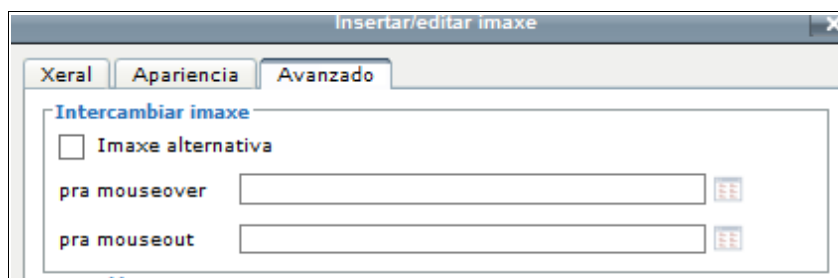 Insertar/editar imaxe
Xeral Apariencia Avanzado
Intercambiar imaxe
Imaxe alternativa
pra mouseover
pra mouseout